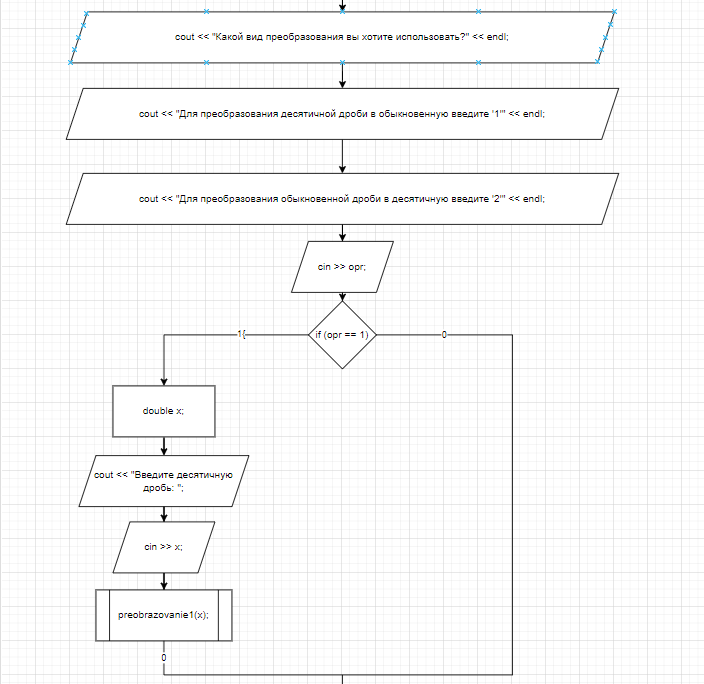 cout << "Какой вид преобразования вы хотите использовать?" << endl;
cout << "Для преобразования десятичной дроби в обыкновенную введите '1'" << endl;
cout << "Для преобразования обыкновенной дроби в десятичную введите '2'" << endl;
cin >> opr;
if (opr == 1)
1{
0
double x;
cout << "Введите десятичную
дробь: ";
cin >> x;
preobrazovanie1(x);
0